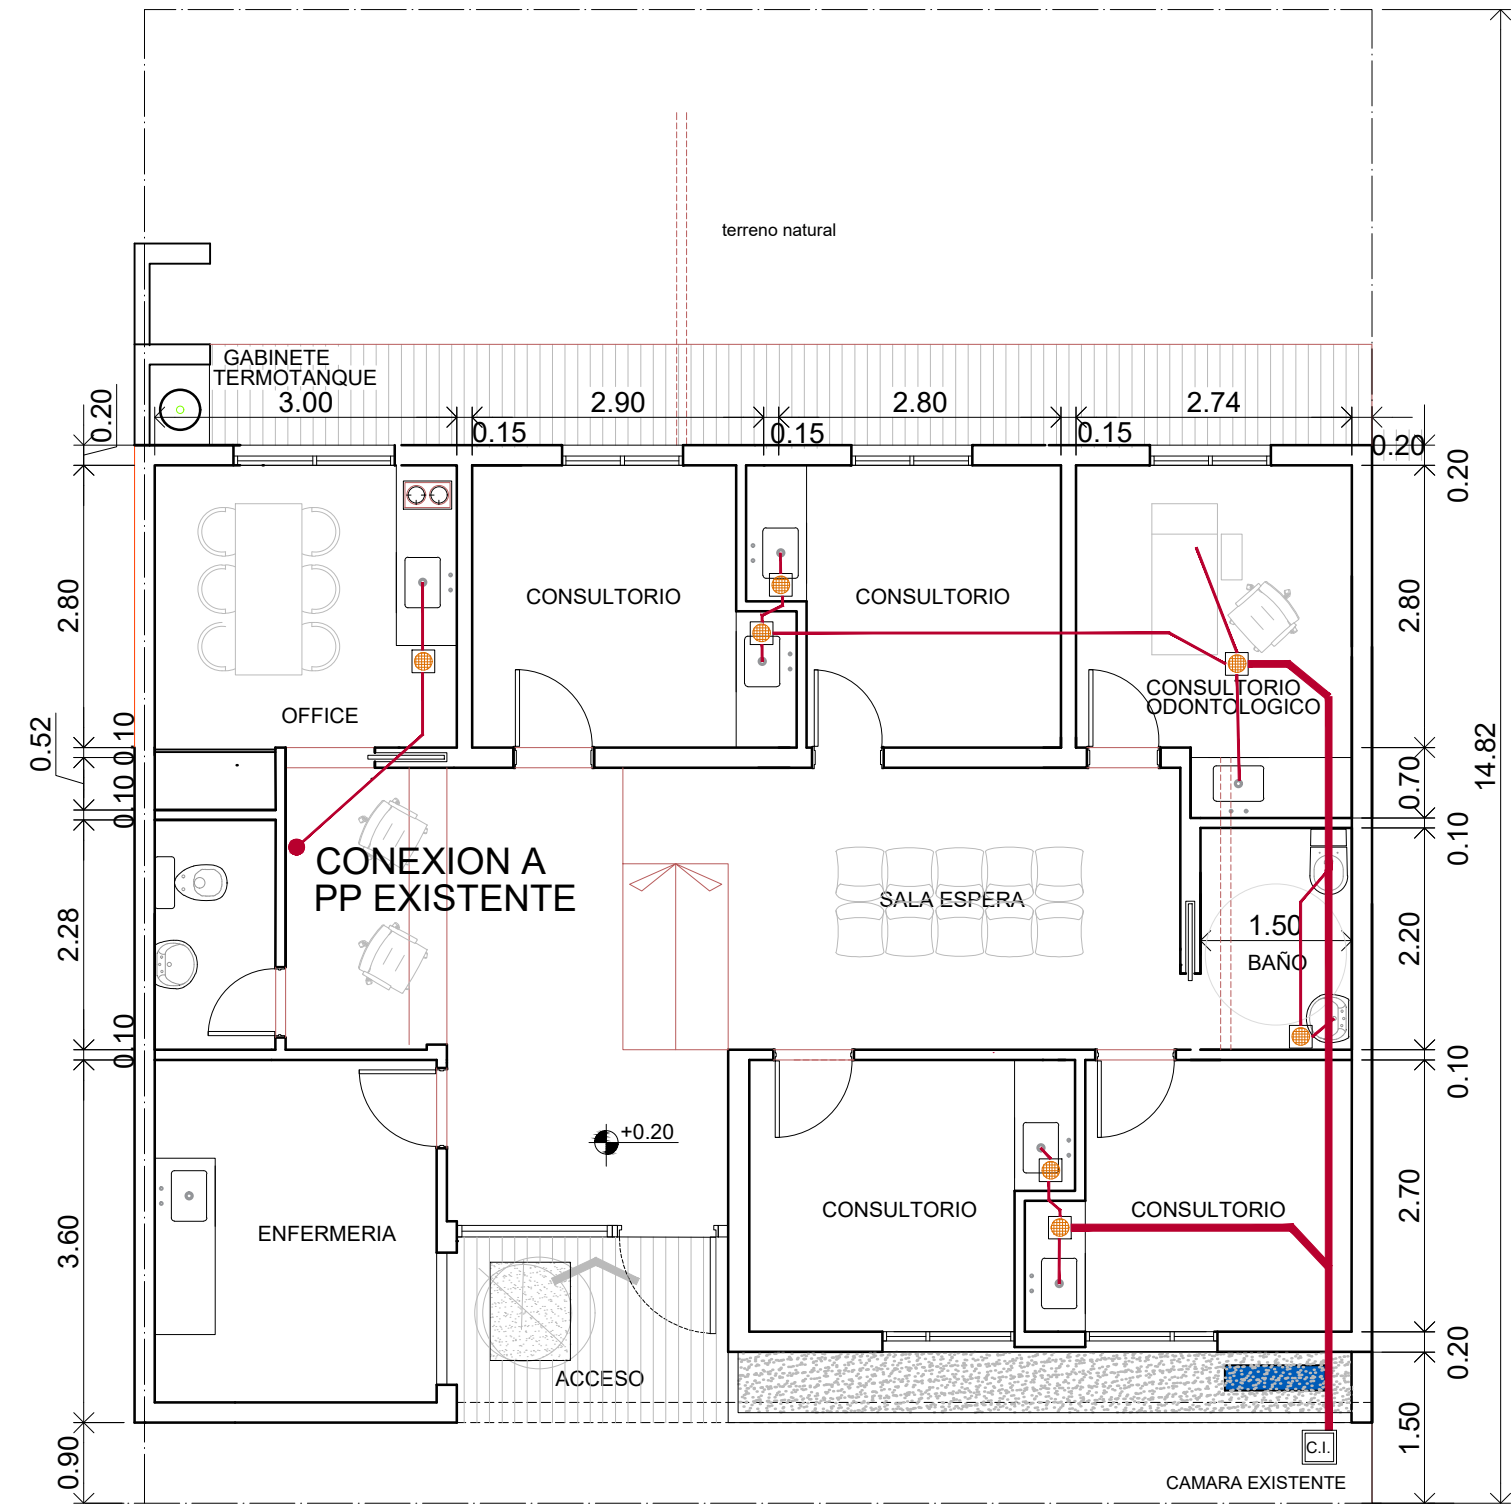 terreno natural
GABINETE
TERMOTANQUE
3.00
2.90
2.80
2.74
0.20
0.15
0.15
0.15
0.20
0.20
2.80
CONSULTORIO
CONSULTORIO
2.80
CONSULTORIO
ODONTOLOGICO
OFFICE
0.10
0.52
0.10
0.70
14.82
0.10
CONEXION A
PP EXISTENTE
SALA ESPERA
2.28
1.50
BAÑO
2.20
0.10
0.10
+0.20
CONSULTORIO
CONSULTORIO
2.70
ENFERMERIA
3.60
ACCESO
0.20
1.50
0.90
C.I.
CAMARA EXISTENTE